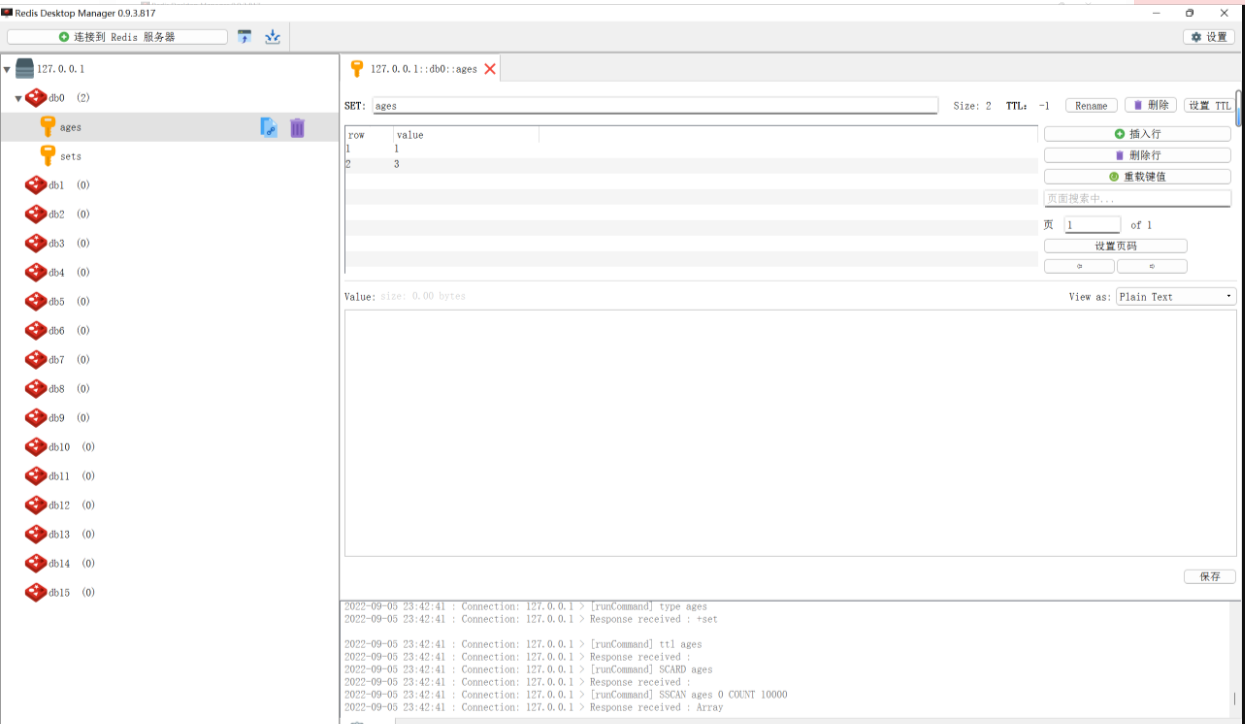 Redis Desktop Manager 0.9.3.817
连接到 Redis 服务器
设置
127.0.0.1
db0 (2)
ages
sets
db1 (0)
db2 (0)
db3 (0)
db4 (0)
db5 (0)
db6 (0)
db7 (0)
db8 (0)
db9 (0)
db10 (0)
db11 (0)
db12 (0)
db13 (0)
db14 (0)
db15 (0)
127.0.0.1::db0::ages
SET: ages Size: 2 TTL: -1 Rename 删除 设置 TTL
row value
1 1
2 3
插入行
删除行
重载键值
页面搜索中...
页 1 of 1
设置页码
Value: size: 0.00 bytes View as: Plain Text
保存
2022-09-05 23:42:41 : Connection: 127.0.0.1 > [runCommand] type ages
2022-09-05 23:42:41 : Connection: 127.0.0.1 > Response received : +set
2022-09-05 23:42:41 : Connection: 127.0.0.1 > [runCommand] ttl ages
2022-09-05 23:42:41 : Connection: 127.0.0.1 > Response received :
2022-09-05 23:42:41 : Connection: 127.0.0.1 > [runCommand] SCARD ages
2022-09-05 23:42:41 : Connection: 127.0.0.1 > Response received :
2022-09-05 23:42:41 : Connection: 127.0.0.1 > [runCommand] SSCAN ages 0 COUNT 10000
2022-09-05 23:42:41 : Connection: 127.0.0.1 > Response received : Array